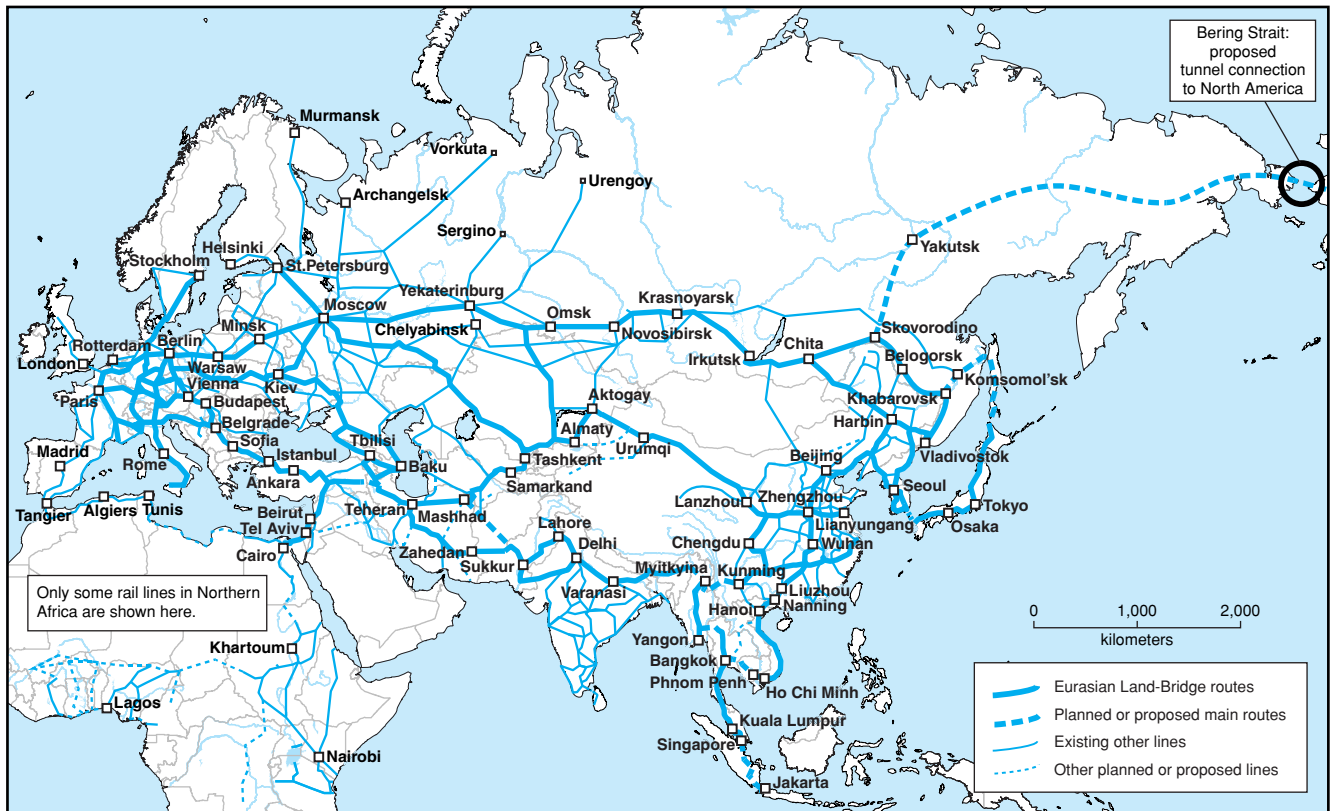 Bering Strait:
proposed
tunnel connection
to North America
Murmansk
Vorkuta
Urengoy
Archangelsk
Sergino
Yakutsk
Helsinki
Stockholm
St.Petersburg
Yekaterinburg
Krasnoyarsk
Moscow
Chelyabinsk
Omsk
Novosibirsk
Skovorodino
Minsk
Berlin
Rotterdam
London
Warsaw
Irkutsk
Chita
Belogorsk
Komsomol'sk
Vienna
Kiev
Paris
Budapest
Aktogay
Khabarovsk
Belgrade
Harbin
Almaty
Sofia
Urumqi
Madrid
Tbilisi
Istanbul
Rome
Baku
Tashkent
Beijing
Vladivostok
Ankara
Samarkand
Seoul
Lanzhou
Zhengzhou
Tangier
Algiers
Tunis
Beirut
Teheran
Mashhad
Tokyo
Tel Aviv
Lianyungang
Osaka
Lahore
Cairo
Zahedan
Delhi
Chengdu
Wuhan
Sukkur
Myitkyina
Kunming
Varanasi
Liuzhou
Nanning
Hanoi
Only some rail lines in Northern
Africa are shown here.
0 1,000 2,000
kilometers
Khartoum
Yangon
Bangkok
Phnom Penh
Ho Chi Minh
Lagos
Kuala Lumpur
Singapore
Nairobi
Jakarta
Eurasian Land-Bridge routes
Planned or proposed main routes
Existing other lines
Other planned or proposed lines